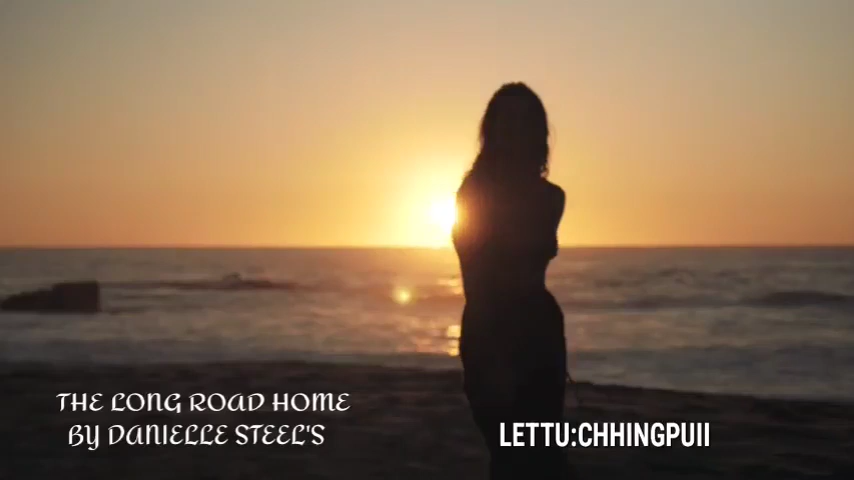 THE LONG ROAD HOME
BY DANIELLE STEEL'S
LETTU:CHHINGPUII